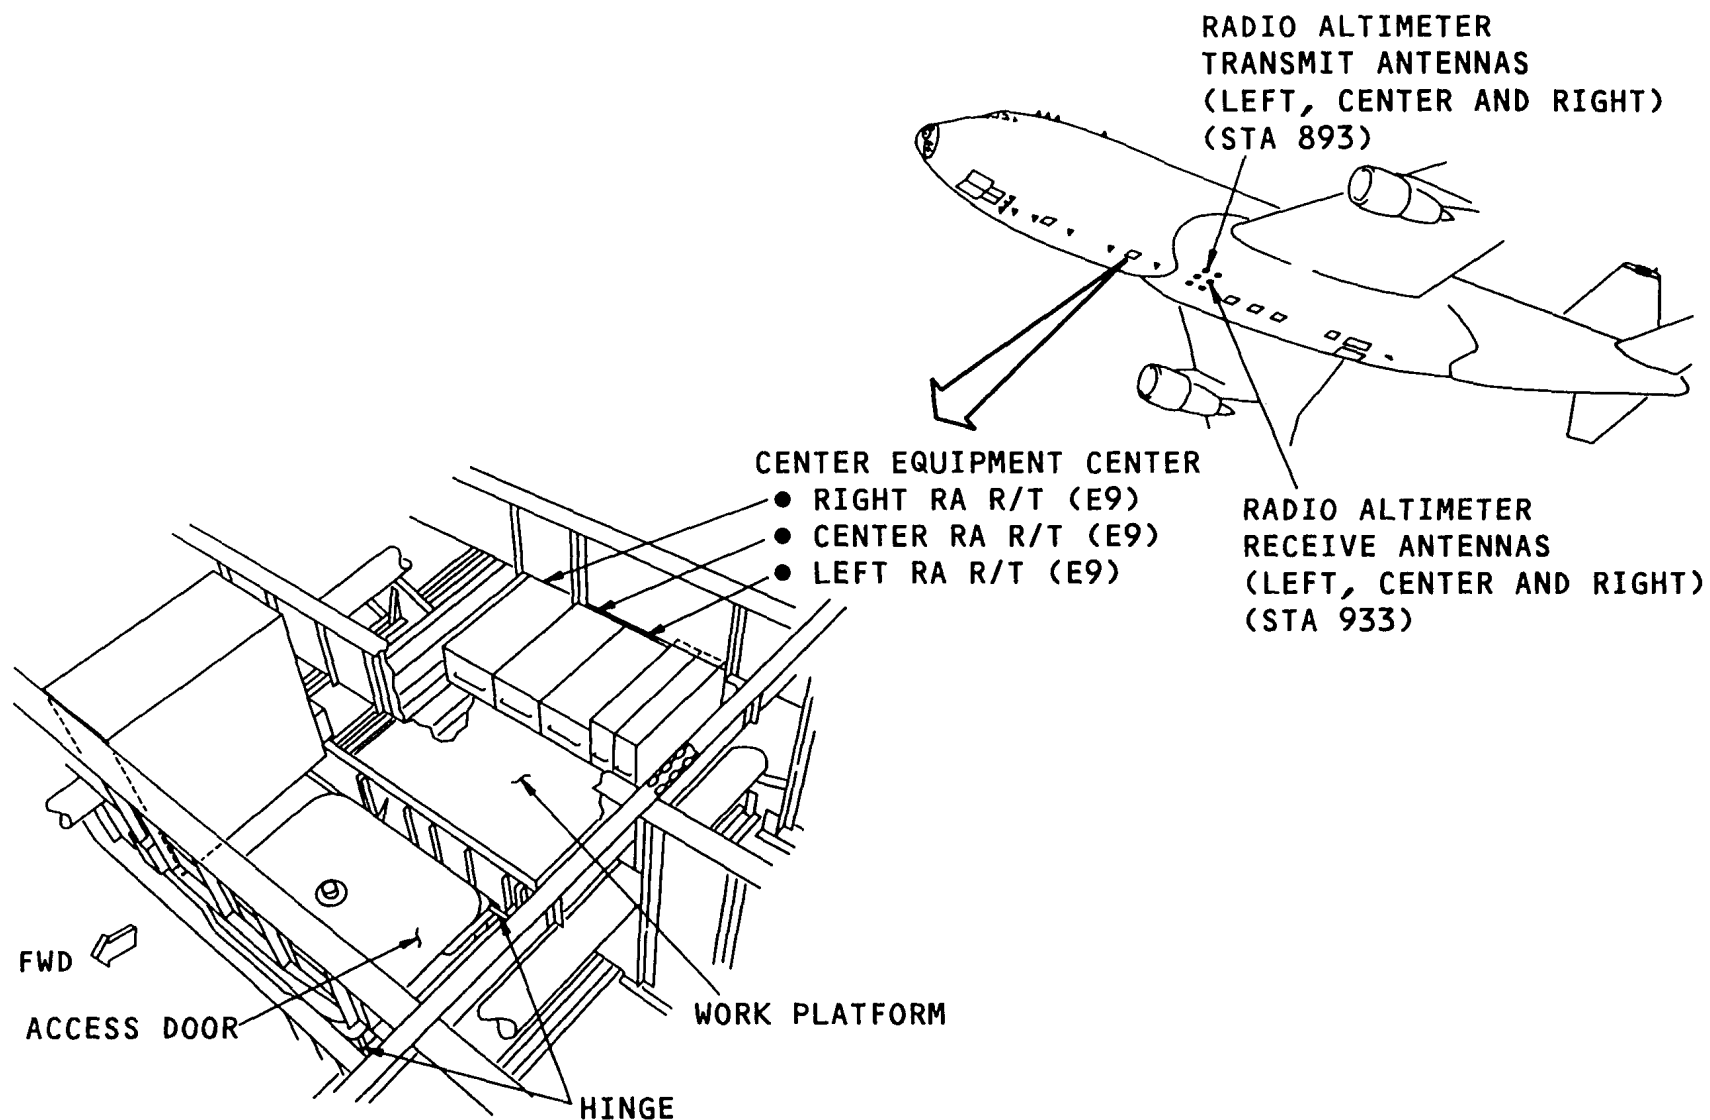 RADIO ALTIMETER
TRANSMIT ANTENNAS
(LEFT, CENTER AND RIGHT)
(STA 893)
CENTER EQUIPMENT CENTER
● RIGHT RA R/T (E9)
● CENTER RA R/T (E9)
● LEFT RA R/T (E9)
RADIO ALTIMETER
RECEIVE ANTENNAS
(LEFT, CENTER AND RIGHT)
(STA 933)
FWD
ACCESS DOOR
WORK PLATFORM
HINGE